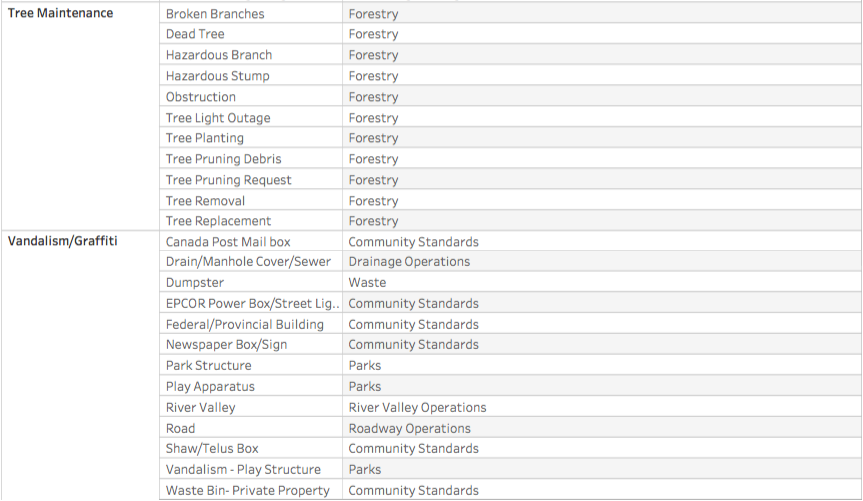 Tree Maintenance Broken Branches Forestry
Dead Tree Forestry
Hazardous Branch Forestry
Hazardous Stump Forestry
Obstruction Forestry
Tree Light Outage Forestry
Tree Planting Forestry
Tree Pruning Debris Forestry
Tree Pruning Request Forestry
Tree Removal Forestry
Tree Replacement Forestry
Vandalism/Graffiti Canada Post Mail box Community Standards
Drain/Manhole Cover/Sewer Drainage Operations
Dumpster Waste
EPCOR Power Box/Street Lig.. Community Standards
Federal/Provincial Building Community Standards
Newspaper Box/Sign Community Standards
Park Structure Parks
Play Apparatus Parks
River Valley River Valley Operations
Road Roadway Operations
Shaw/Telus Box Community Standards
Vandalism - Play Structure Parks
Waste Bin- Private Property Community Standards